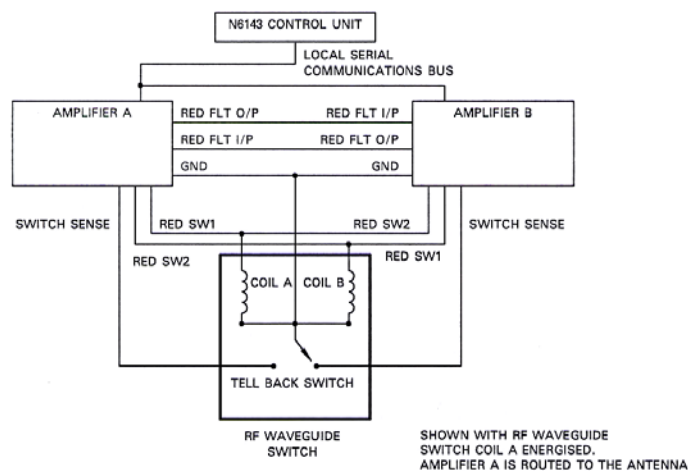 N6143 CONTROL UNIT
LOCAL SERIAL
COMMUNICATIONS BUS
AMPLIFIER A
RED FLT O/P
RED FLT I/P
AMPLIFIER B
RED FLT I/P
RED FLT O/P
GND
GND
SWITCH SENSE
RED SW1
RED SW2
SWITCH SENSE
RED SW2
RED SW1
COIL A
COIL B
TELL BACK SWITCH
RF WAVEGUIDE
SWITCH
SHOWN WITH RF WAVEGUIDE
SWITCH COIL A ENERGISED.
AMPLIFIER A IS ROUTED TO THE ANTENNA